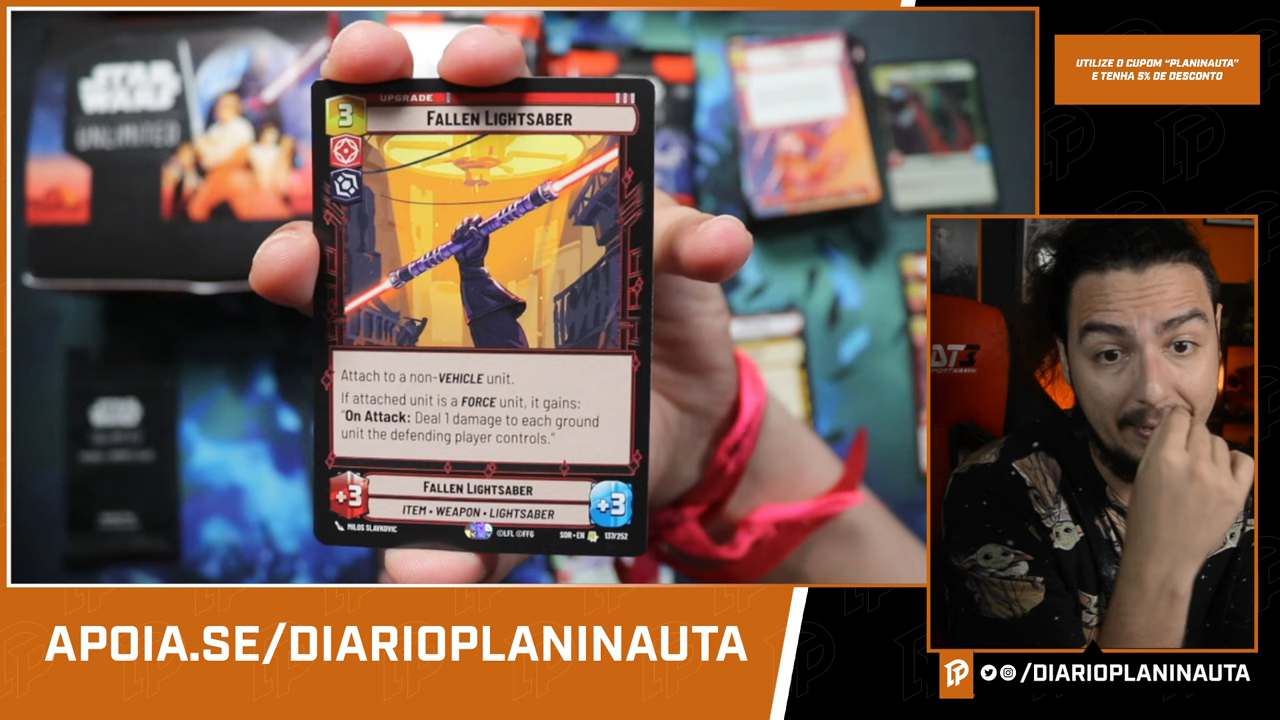 STAR
WARS
UNLIMITED
UPGRADE
3
FALLEN LIGHTSABER
Attach to a non-VEHICLE unit.
If attached unit is a FORCE unit, it gains:
"On Attack: Deal 1 damage to each ground
unit the defending player controls."
+3
FALLEN LIGHTSABER
ITEM • WEAPON • LIGHTSABER
+3
MILOS SLAVKOVIC
©LFL ©FFG
SOR • EN
137/252
UTILIZE O CUPOM “PLANINAUTA”
E TENHA 5% DE DESCONTO
DT3
APOIA.SE/DIARIOPLANINAUTA
/DIARIOPLANINAUTA